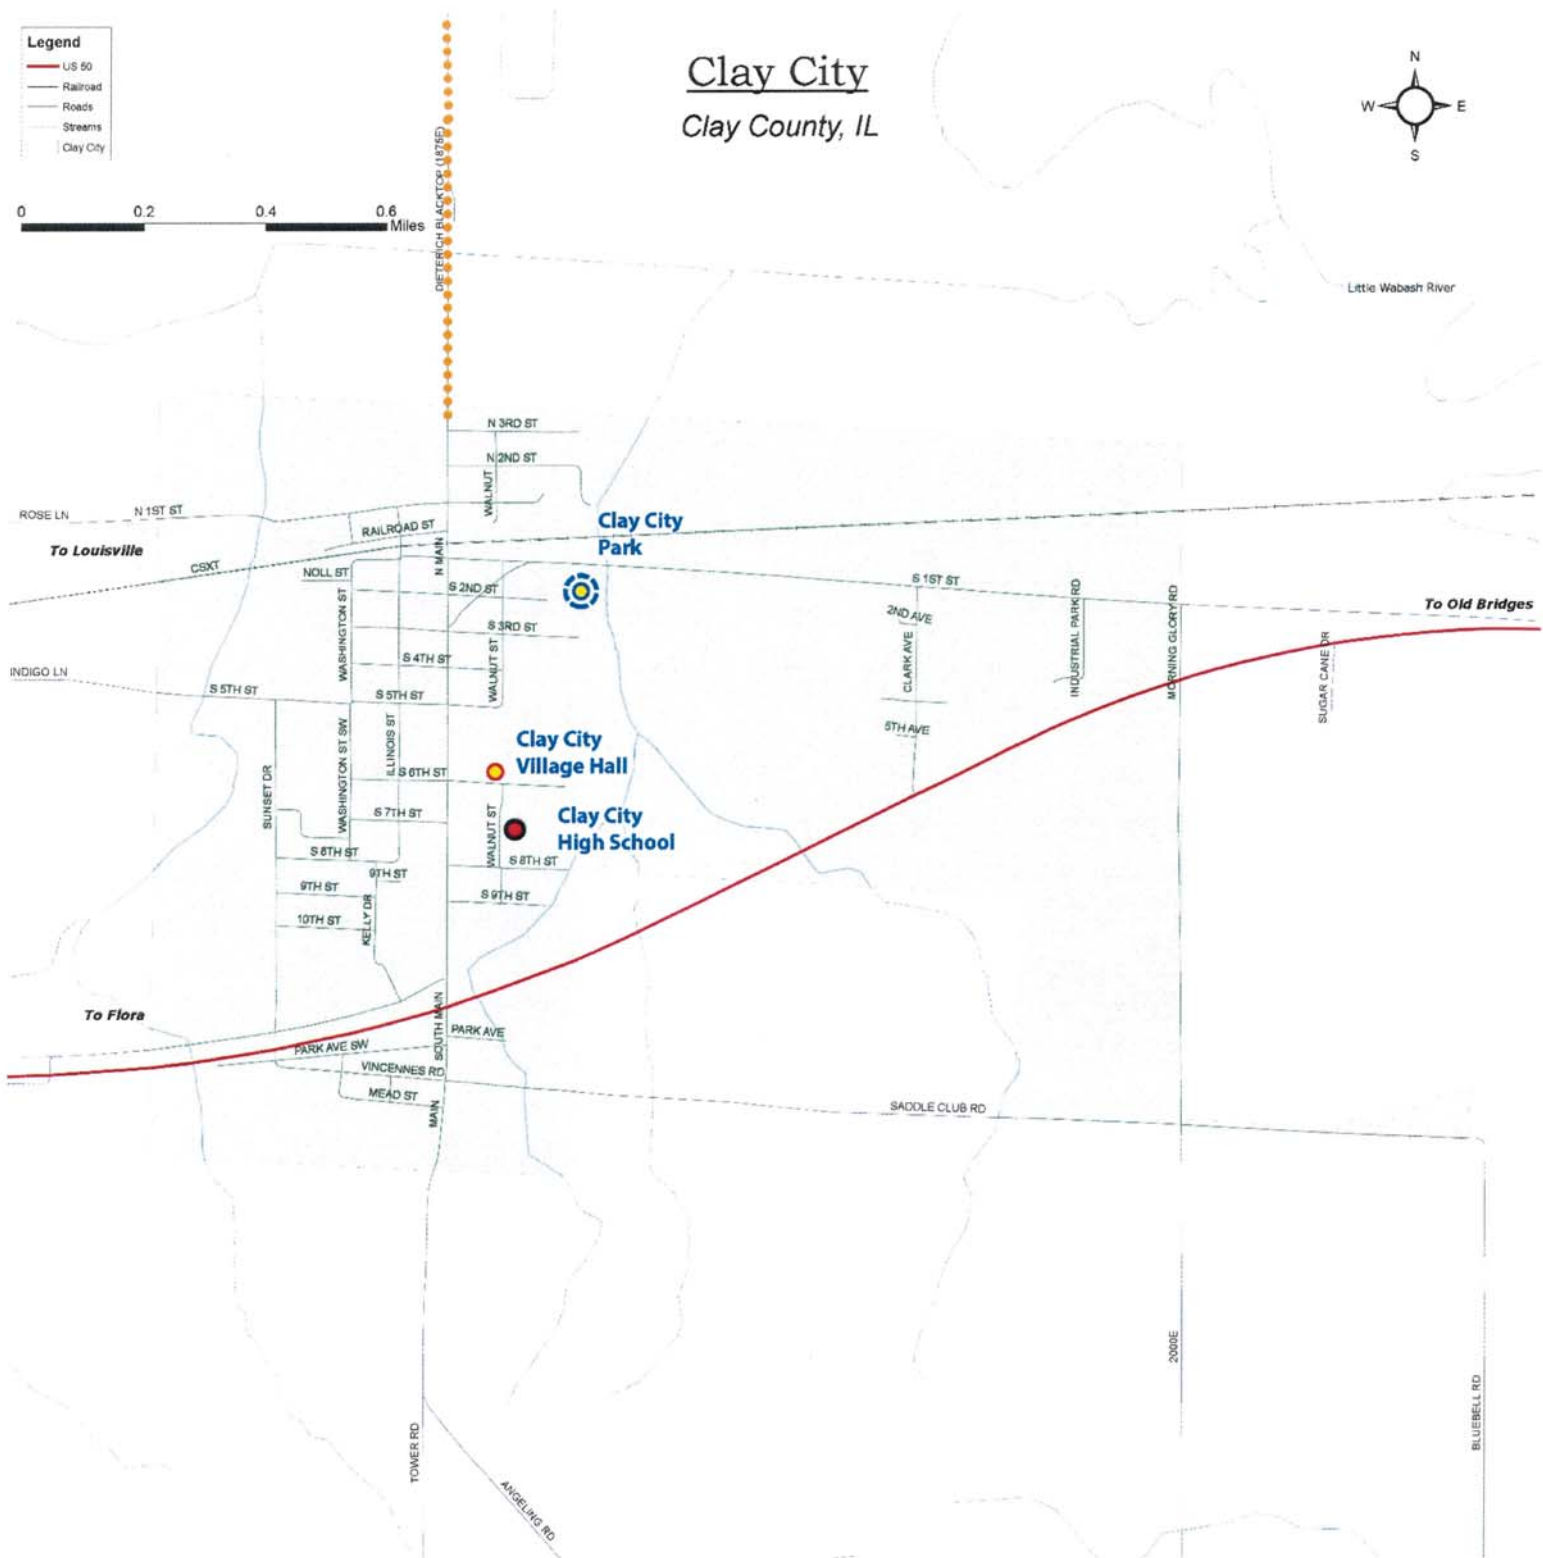 Clay City
Clay County, IL
Legend
US 50
Railroad
Roads
Streams
Clay City
N
W
E
S
0
0.2
0.4
0.6
Miles
DIETERICH BLACKTOP (1875E)
Little Wabash River
N 3RD ST
N 2ND ST
WALNUT
ROSE LN
N 1ST ST
RAILROAD ST
Clay City
Park
To Louisville
CSXT
N MAIN
NOLL ST
S 2ND ST
S 1ST ST
2ND AVE
INDUSTRIAL PARK RD
MORNING GLORY RD
To Old Bridges
WASHINGTON ST
S 3RD ST
S 4TH ST
WALNUT ST
CLARK AVE
SUGAR CANE DR
INDIGO LN
S 5TH ST
S 5TH ST
5TH AVE
WASHINGTON ST SW
ILLINOIS ST
Clay City
Village Hall
S 6TH ST
SUNSET DR
S 7TH ST
WALNUT ST
Clay City
High School
S 8TH ST
S 8TH ST
9TH ST
9TH ST
S 9TH ST
10TH ST
KELLY DR
To Flora
SOUTH MAIN
PARK AVE
PARK AVE SW
VINCENNES RD
MEAD ST
MAIN
SADDLE CLUB RD
2000E
BLUEBELL RD
TOWER RD
ANGELING RD